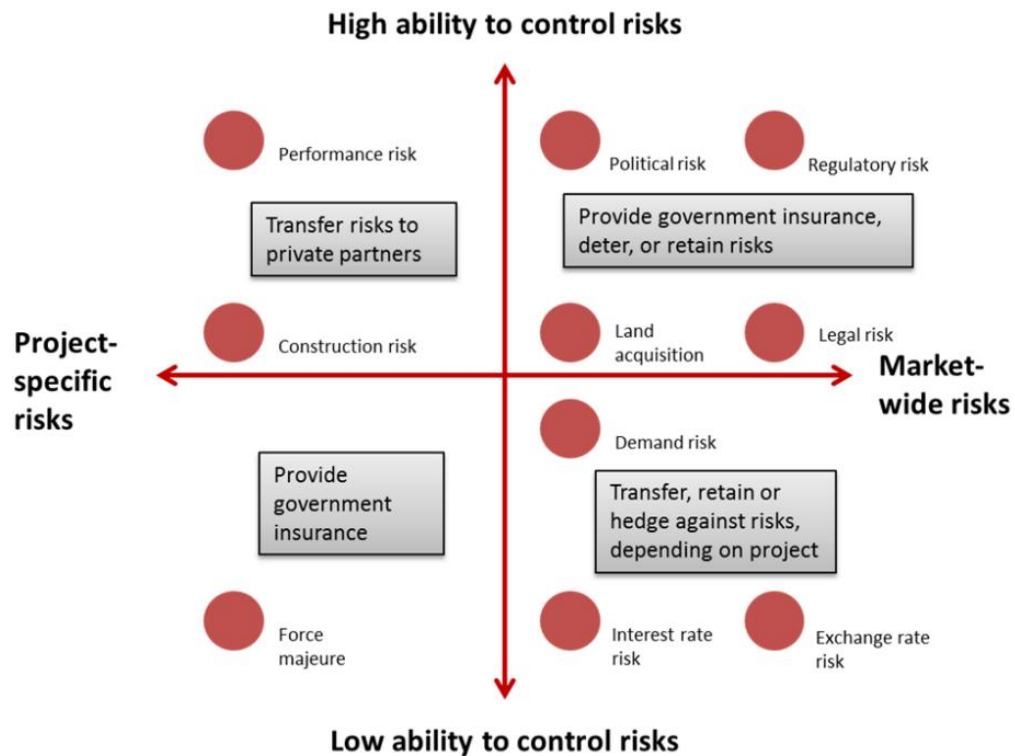 High ability to control risks
Performance risk
Political risk
Regulatory risk
Transfer risks to
private partners
Provide government insurance,
deter, or retain risks
Project-
specific
risks
Construction risk
Land
acquisition
Legal risk
Market-
wide risks
Demand risk
Provide
government
insurance
Transfer, retain or
hedge against risks,
depending on project
Force
majeure
Interest rate
risk
Exchange rate
risk
Low ability to control risks